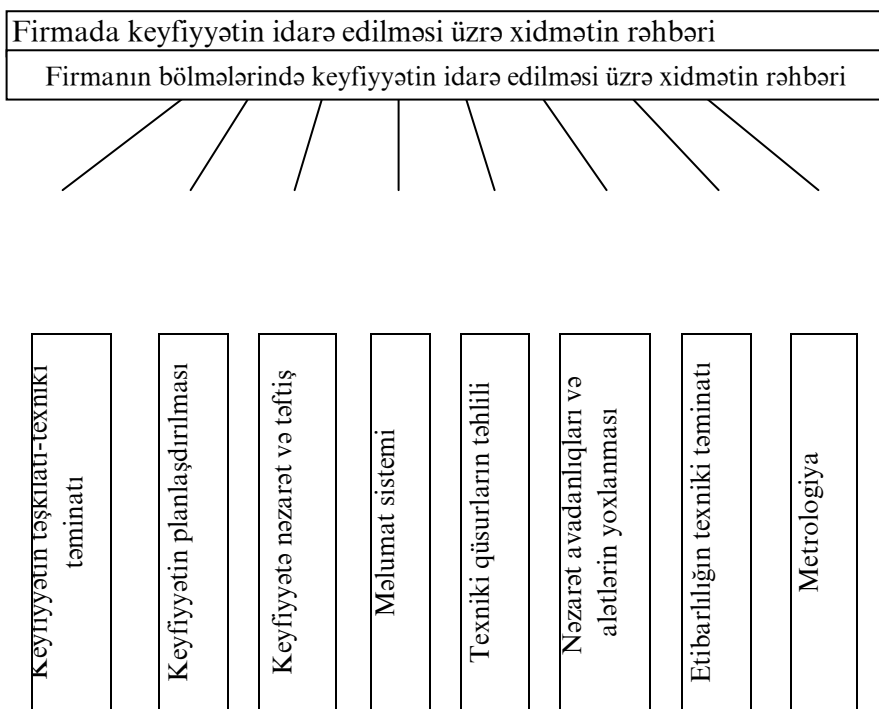 Firmada keyfiyyətin idarə edilməsi üzrə xidmətin rəhbəri
Firmanın bölmələrində keyfiyyətin idarə edilməsi üzrə xidmətin rəhbəri
Keyfiyyətin təşkilati-texniki
təminatı
Keyfiyyətin planlaşdırılması
Keyfiyyətə nəzarət və təftiş
Məlumat sistemi
Texniki qüsurların təhlili
Nəzarət avadanlıqları və
alətlərin yoxlanması
Etibarlılığın texniki təminatı
Metrologiya